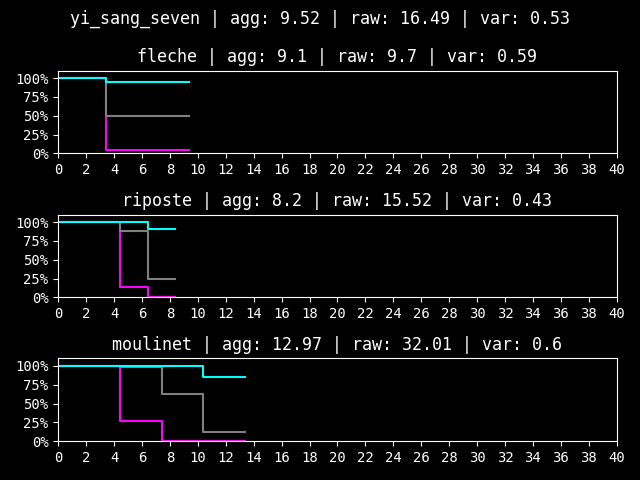 yi_sang_seven | agg: 9.52 | raw: 16.49 | var: 0.53
fleche | agg: 9.1 | raw: 9.7 | var: 0.59
100%
75%
50%
25%
0%
0 2 4 6 8 10 12 14 16 18 20 22 24 26 28 30 32 34 36 38 40
riposte | agg: 8.2 | raw: 15.52 | var: 0.43
100%
75%
50%
25%
0%
0 2 4 6 8 10 12 14 16 18 20 22 24 26 28 30 32 34 36 38 40
moulinet | agg: 12.97 | raw: 32.01 | var: 0.6
100%
75%
50%
25%
0%
0 2 4 6 8 10 12 14 16 18 20 22 24 26 28 30 32 34 36 38 40